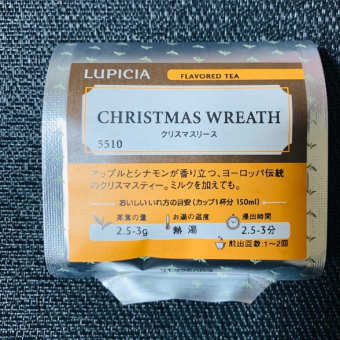 LUPICIA FLAVORED TEA
CHRISTMAS WREATH
クリスマスリース
5510
アップルとシナモンが香り立つ、ヨーロッパ伝統
のクリスマスティー。ミルクを加えても。
おいしいいれ方の目安(カップ1杯分 150ml)
茶葉の量 お湯の温度 浸出時間
2.5-3g 熱湯 2.5-3分
煎出回数:1〜2回